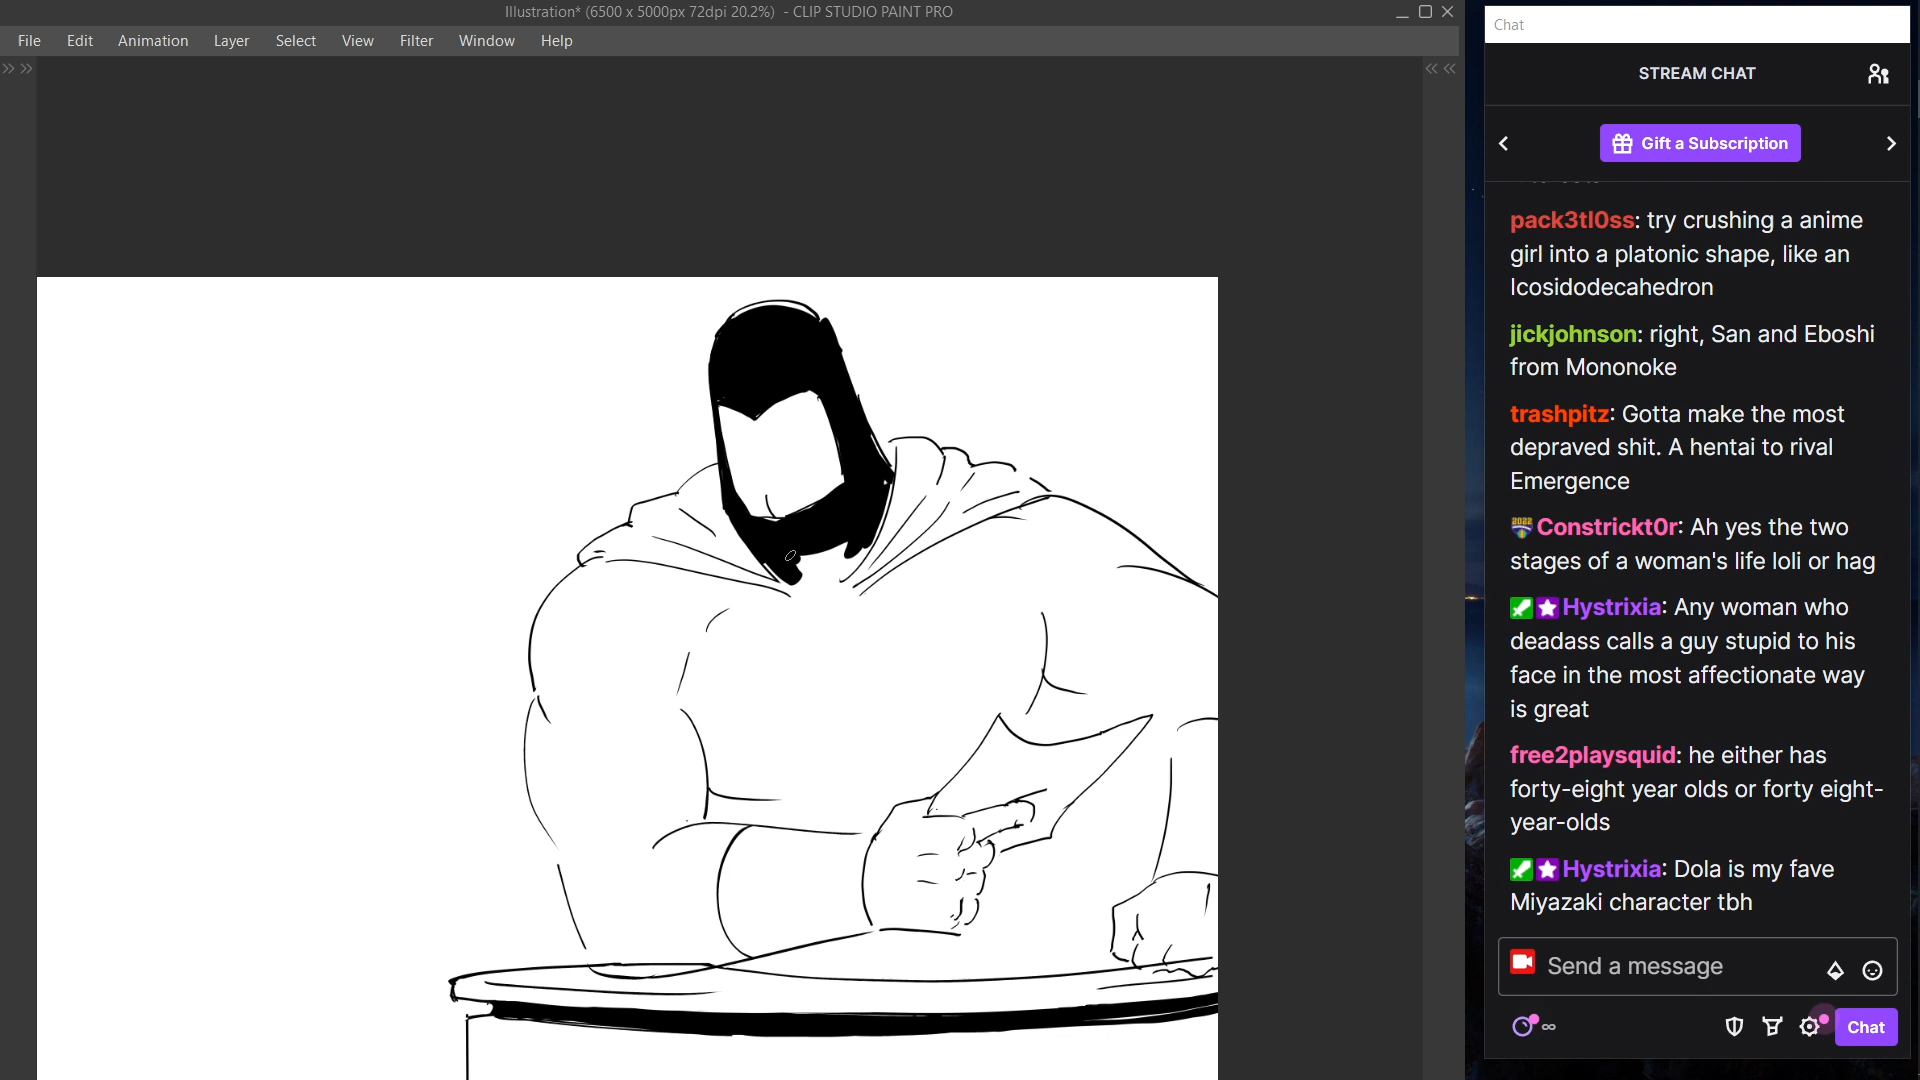 Illustration* (6500 x 5000px 72dpi 20.2%) - CLIP STUDIO PAINT PRO
File Edit Animation Layer Select View Filter Window Help
Chat
STREAM CHAT
Gift a Subscription
pack3tl0ss: try crushing a anime
girl into a platonic shape, like an
Icosidodecahedron
jickjohnson: right, San and Eboshi
from Mononoke
trashpitz: Gotta make the most
depraved shit. A hentai to rival
Emergence
2022 Constrickt0r: Ah yes the two
stages of a woman's life loli or hag
Hystrixia: Any woman who
deadass calls a guy stupid to his
face in the most affectionate way
is great
free2playsquid: he either has
forty-eight year olds or forty eight-
year-olds
Hystrixia: Dola is my fave
Miyazaki character tbh
Send a message
∞
Chat